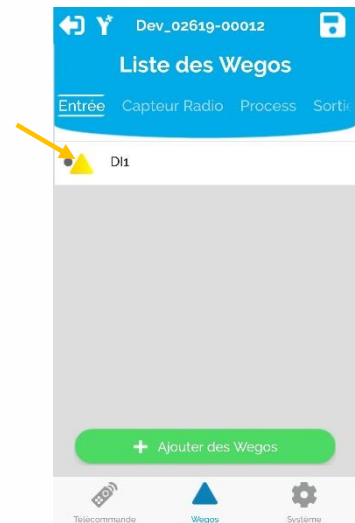 Dev_02619-00012
Liste des Wegos
Entrée Capteur Radio Process Sortie
DI1
+ Ajouter des Wegos
Télécommande Wegos Système